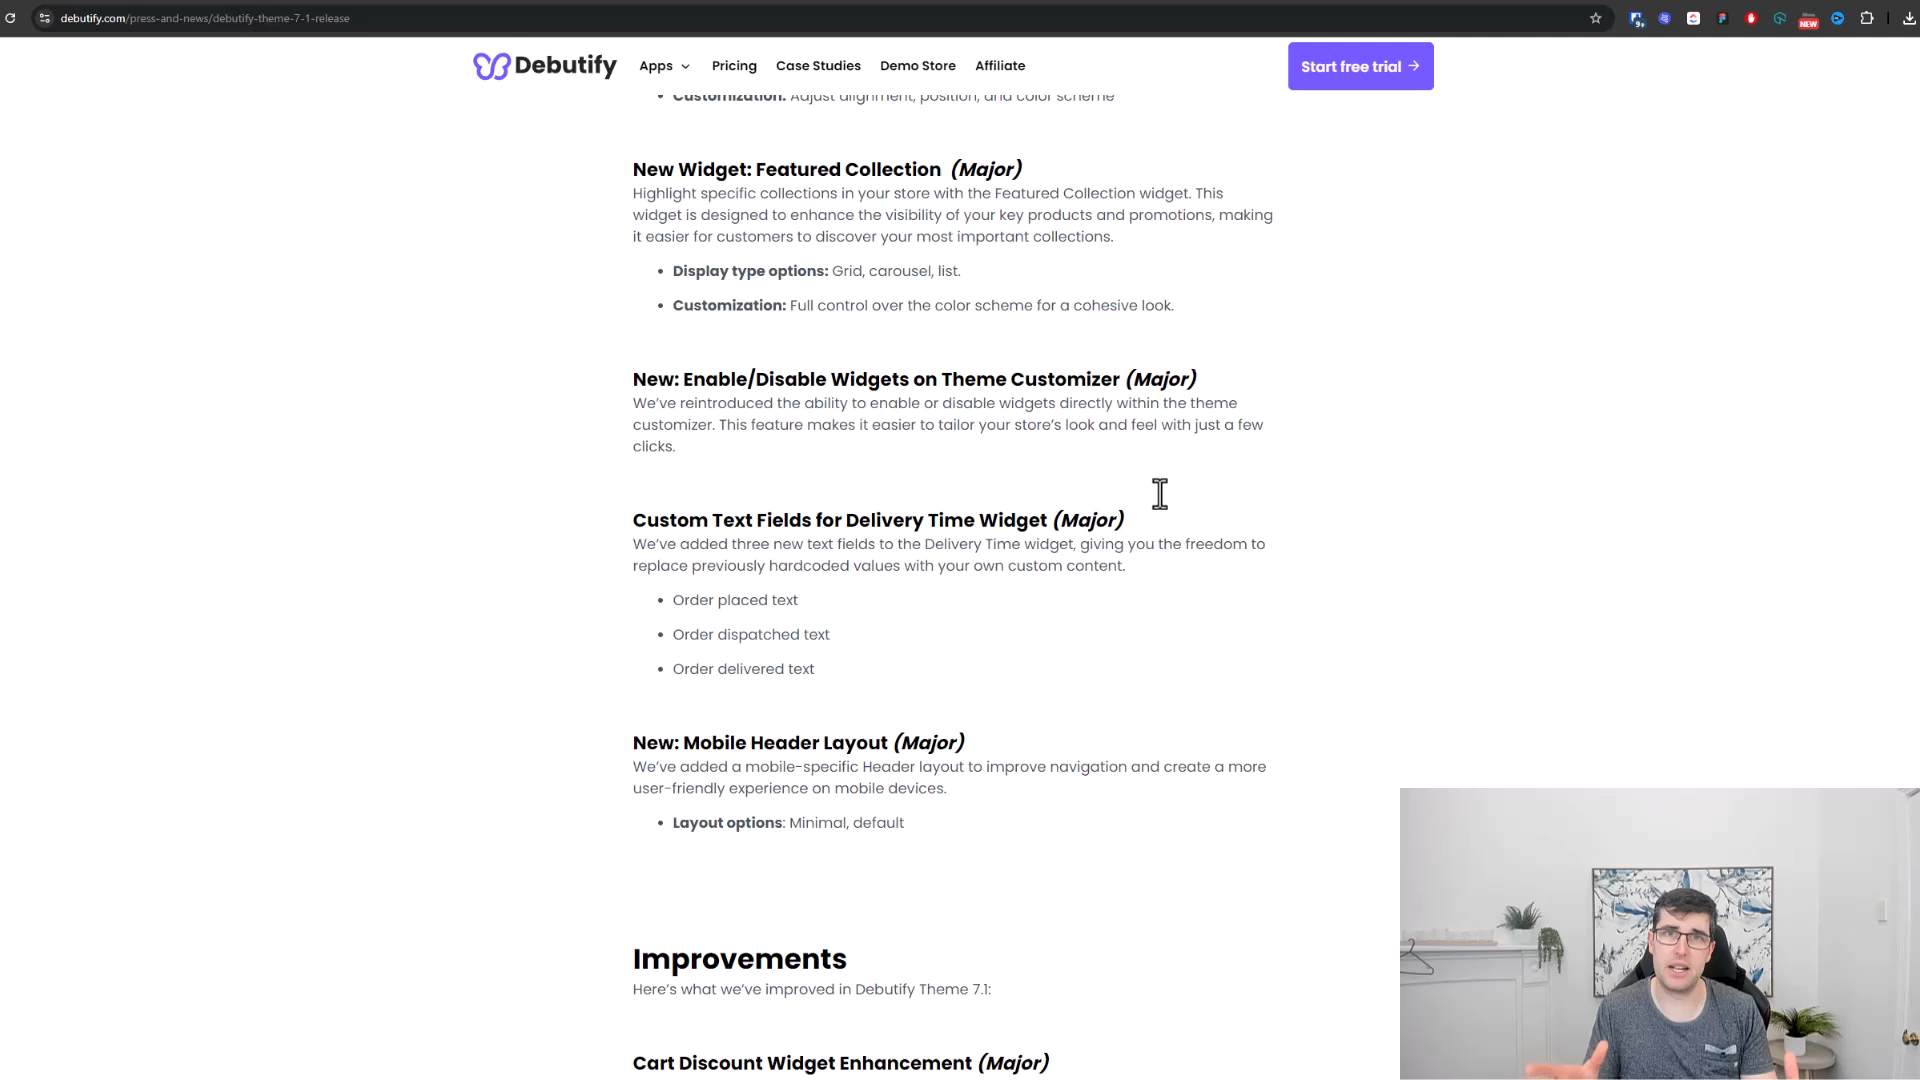 debutify.com/press-and-news/debutify-theme-7-1-release
9+
NEW
Debutify
Apps
Pricing
Case Studies
Demo Store
Affiliate
Start free trial →
• Customization: Adjust alignment, position, and color scheme
New Widget: Featured Collection (Major)
Highlight specific collections in your store with the Featured Collection widget. This
widget is designed to enhance the visibility of your key products and promotions, making
it easier for customers to discover your most important collections.
• Display type options: Grid, carousel, list.
• Customization: Full control over the color scheme for a cohesive look.
New: Enable/Disable Widgets on Theme Customizer (Major)
We’ve reintroduced the ability to enable or disable widgets directly within the theme
customizer. This feature makes it easier to tailor your store’s look and feel with just a few
clicks.
Custom Text Fields for Delivery Time Widget (Major)
We’ve added three new text fields to the Delivery Time widget, giving you the freedom to
replace previously hardcoded values with your own custom content.
• Order placed text
• Order dispatched text
• Order delivered text
New: Mobile Header Layout (Major)
We’ve added a mobile-specific Header layout to improve navigation and create a more
user-friendly experience on mobile devices.
• Layout options: Minimal, default
Improvements
Here’s what we’ve improved in Debutify Theme 7.1:
Cart Discount Widget Enhancement (Major)